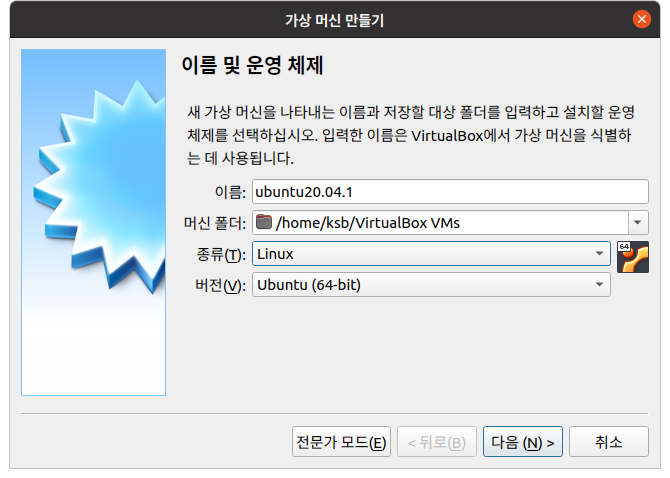 가상 머신 만들기
이름 및 운영 체제
새 가상 머신을 나타내는 이름과 저장할 대상 폴더를 입력하고 설치할 운영
체제를 선택하십시오. 입력한 이름은 VirtualBox에서 가상 머신을 식별하
는 데 사용됩니다.
이름: ubuntu20.04.1
머신 폴더: /home/ksb/VirtualBox VMs
종류(T): Linux
64
버전(V): Ubuntu (64-bit)
전문가 모드(E) < 뒤로(B) 다음 (N) > 취소